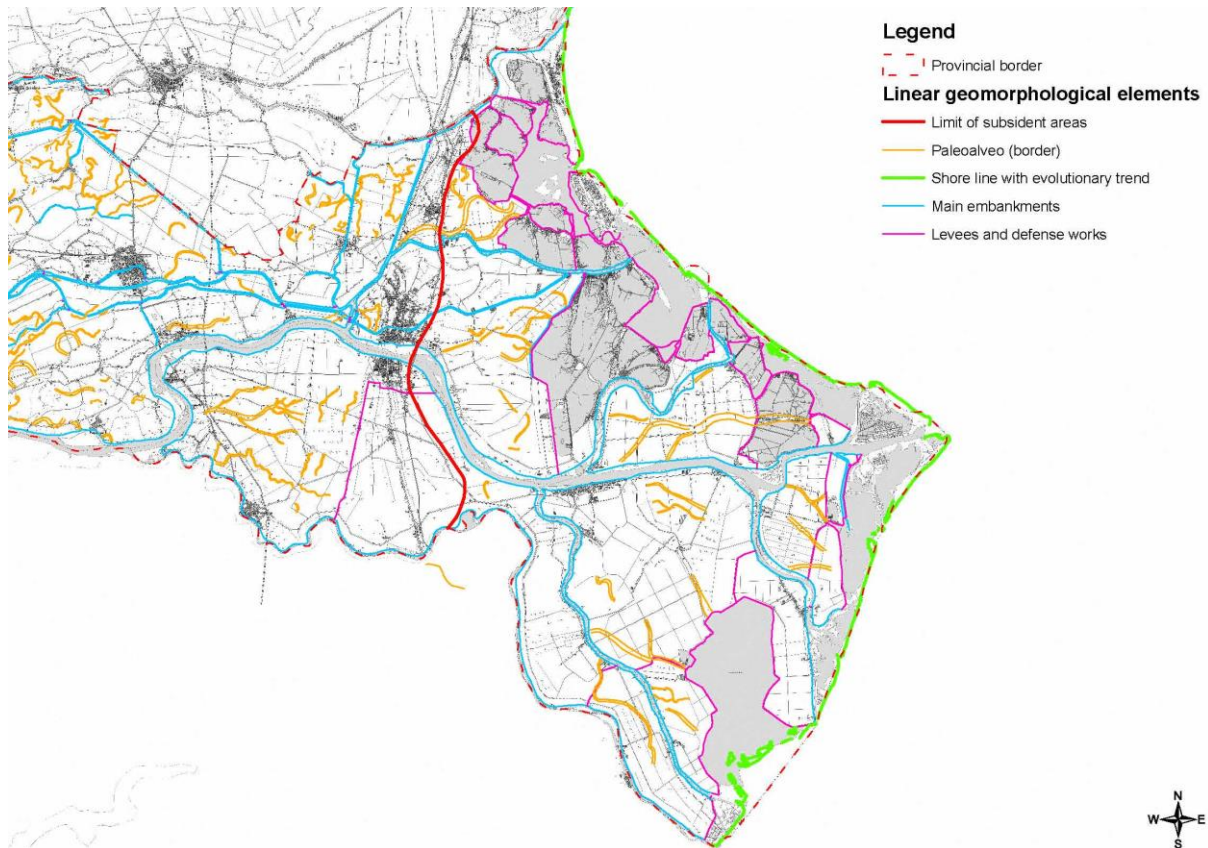 Legend
Provincial border
Linear geomorphological elements
Limit of subsident areas
Paleoalveo (border)
Shore line with evolutionary trend
Main embankments
Levees and defense works
N
W E
S